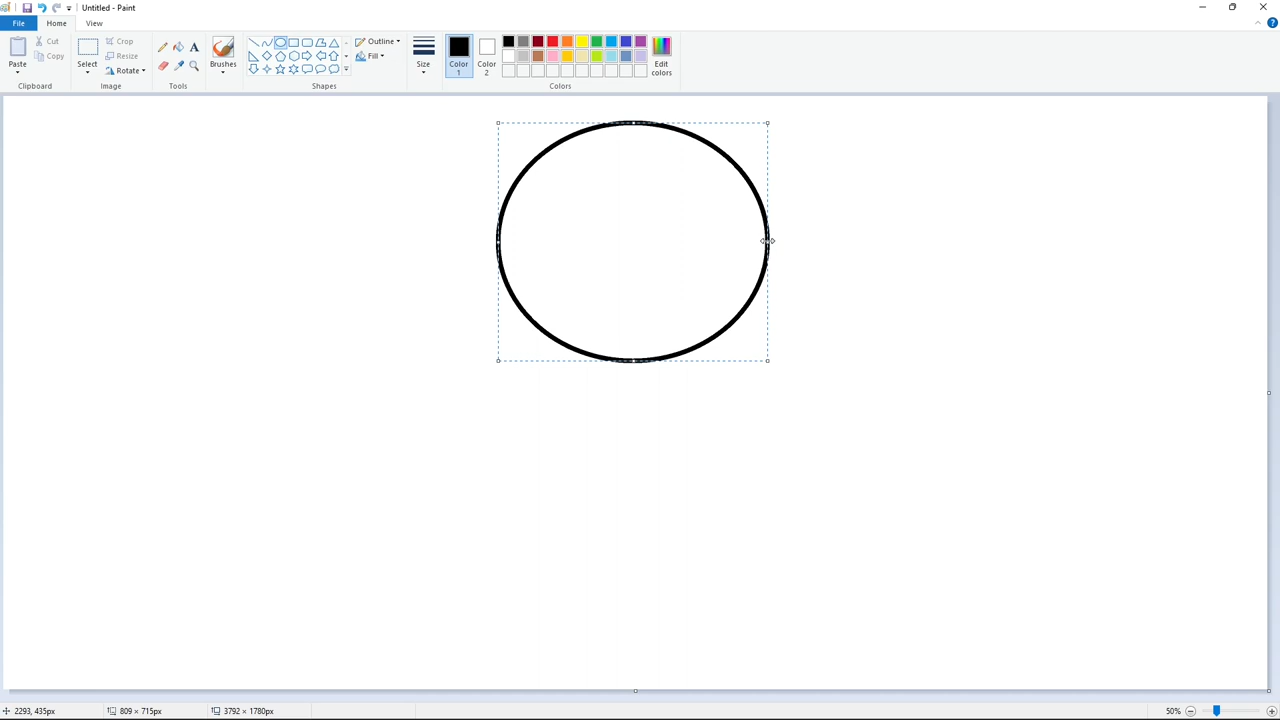 Untitled - Paint
File Home View
Paste Cut Copy Select Crop Resize Rotate A Brushes Outline Fill Size Color 1 Color 2 Edit colors
Clipboard Image Tools Shapes Colors
2293, 435px 809 × 715px 3792 × 1780px 50%